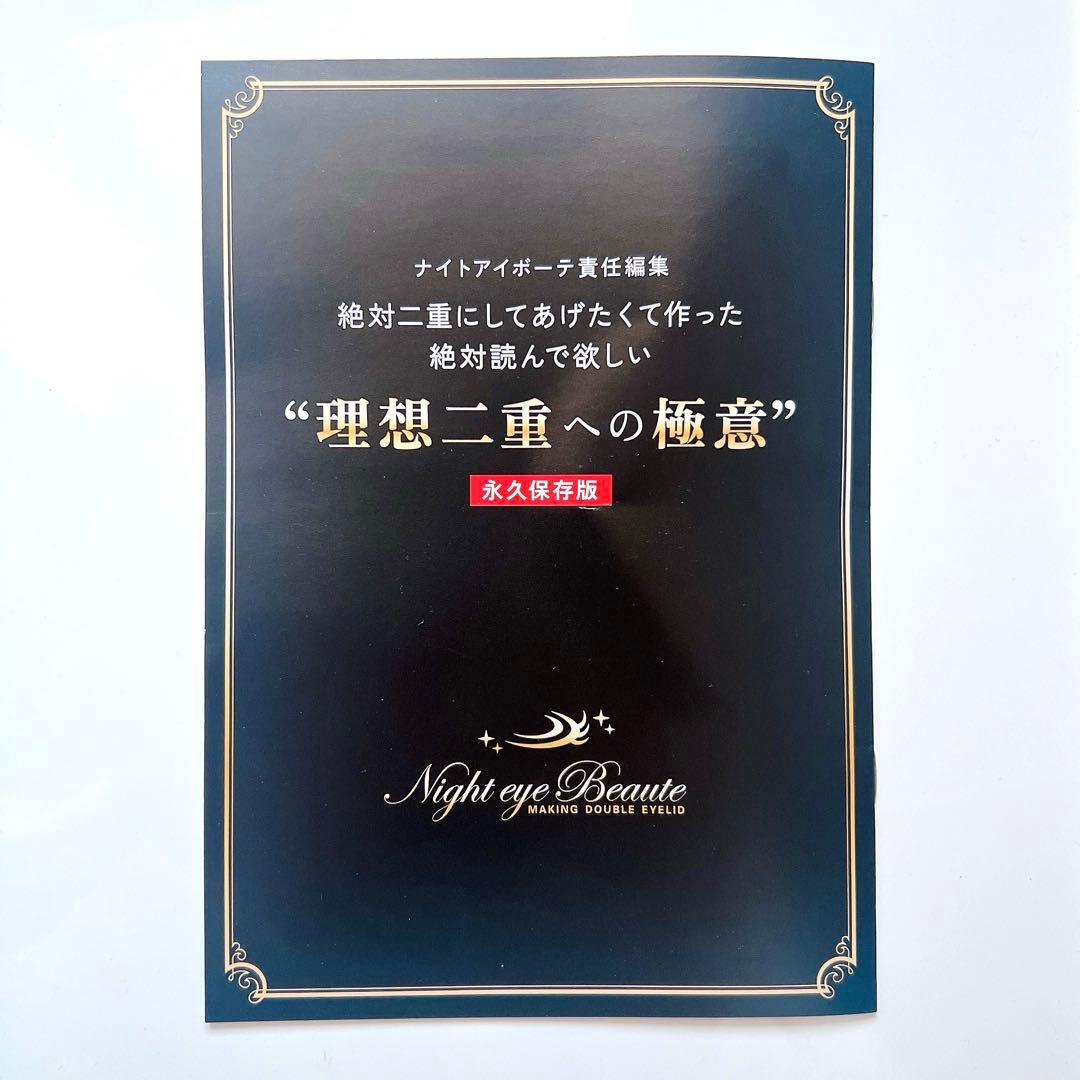 ナイトアイボーテ責任編集
絶対二重にしてあげたくて作った
絶対読んで欲しい
“理想二重への極意”
永久保存版
Night eye Beaute
MAKING DOUBLE EYELID